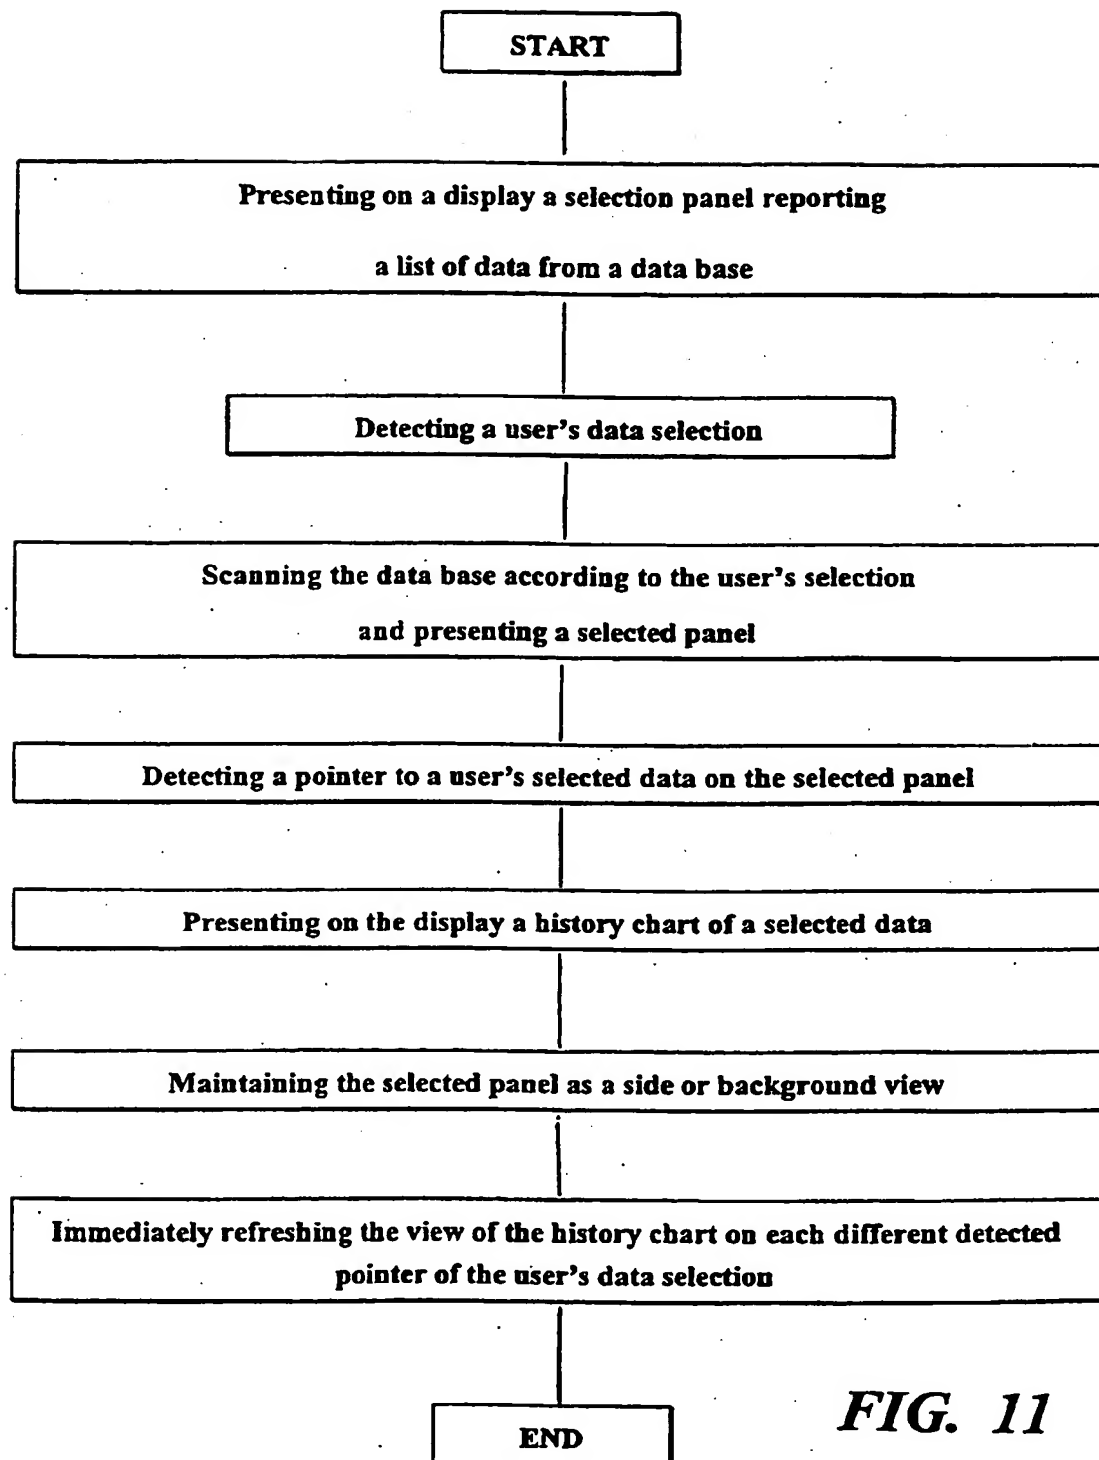 START
Presenting on a display a selection panel reporting
a list of data from a data base
Detecting a user's data selection
Scanning the data base according to the user's selection
and presenting a selected panel
Detecting a pointer to a user's selected data on the selected panel
Presenting on the display a history chart of a selected data
Maintaining the selected panel as a side or background view
Immediately refreshing the view of the history chart on each different detected
pointer of the user's data selection
END
FIG. 11